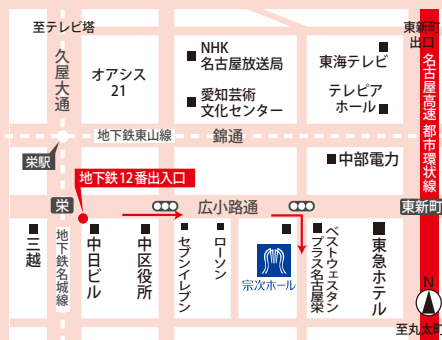 至テレビ塔
東新町
出口
NHK
名古屋放送局
東海テレビ
久屋大通
オアシス
21
テレピア
ホール
愛知芸術
文化センター
名古屋高速 都市環状線
地下鉄東山線
錦通
栄駅
中部電力
地下鉄12番出入口
栄
広小路通
東新町
三越
地下鉄名城線
中日ビル
中区役所
セブンイレブン
ローソン
宗次ホール
ベストウェスタン
プラス名古屋栄
東急ホテル
N
至丸太町